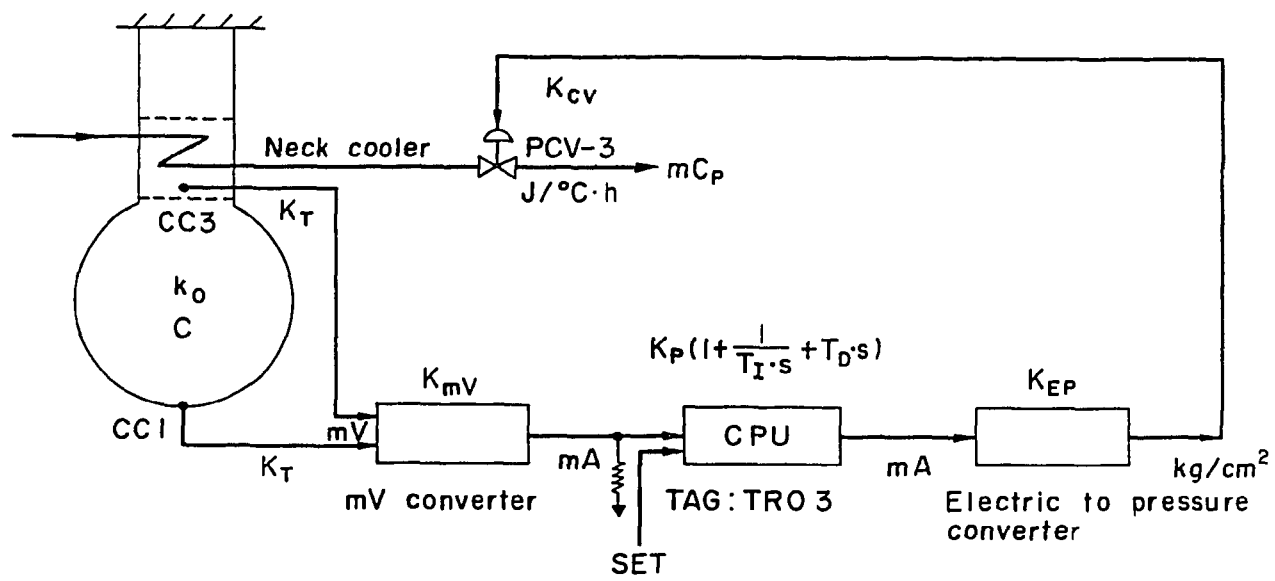 K_CV
Neck cooler
PCV-3
mC_P
J/°C·h
K_T
CC3
k_o
C
K_P(1+1/T_I·s+T_D·s)
K_mV
K_EP
CC1
mV
CPU
K_T
mA
mA
kg/cm²
mV converter
TAG:TRO 3
Electric to pressure
converter
SET